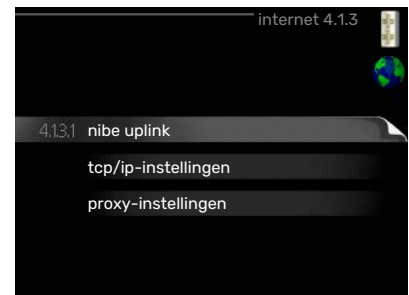 internet 4.1.3
4.1.3.1 nibe uplink
tcp/ip-instellingen
proxy-instellingen